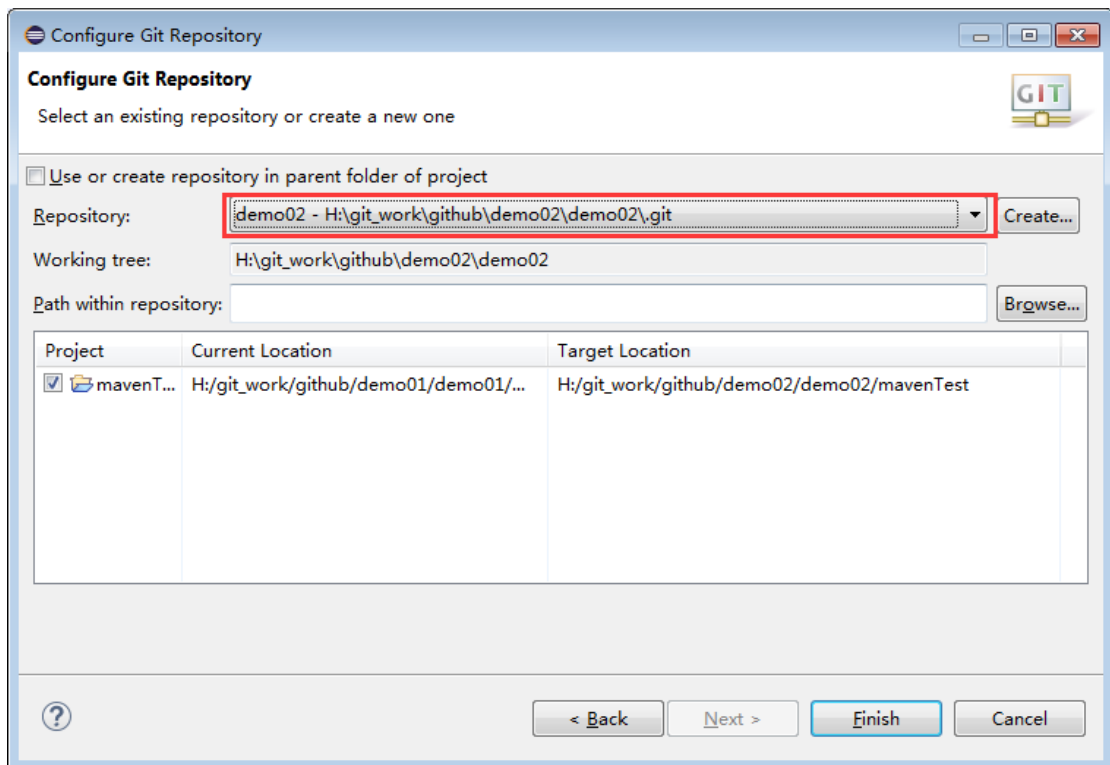 Configure Git Repository
Configure Git Repository
Select an existing repository or create a new one
GIT
Use or create repository in parent folder of project
Repository: demo02 - H:\git_work\github\demo02\demo02\.git Create...
Working tree: H:\git_work\github\demo02\demo02
Path within repository: Browse...
Project Current Location Target Location
mavenT... H:/git_work/github/demo01/demo01/... H:/git_work/github/demo02/demo02/mavenTest
? < Back Next > Finish Cancel